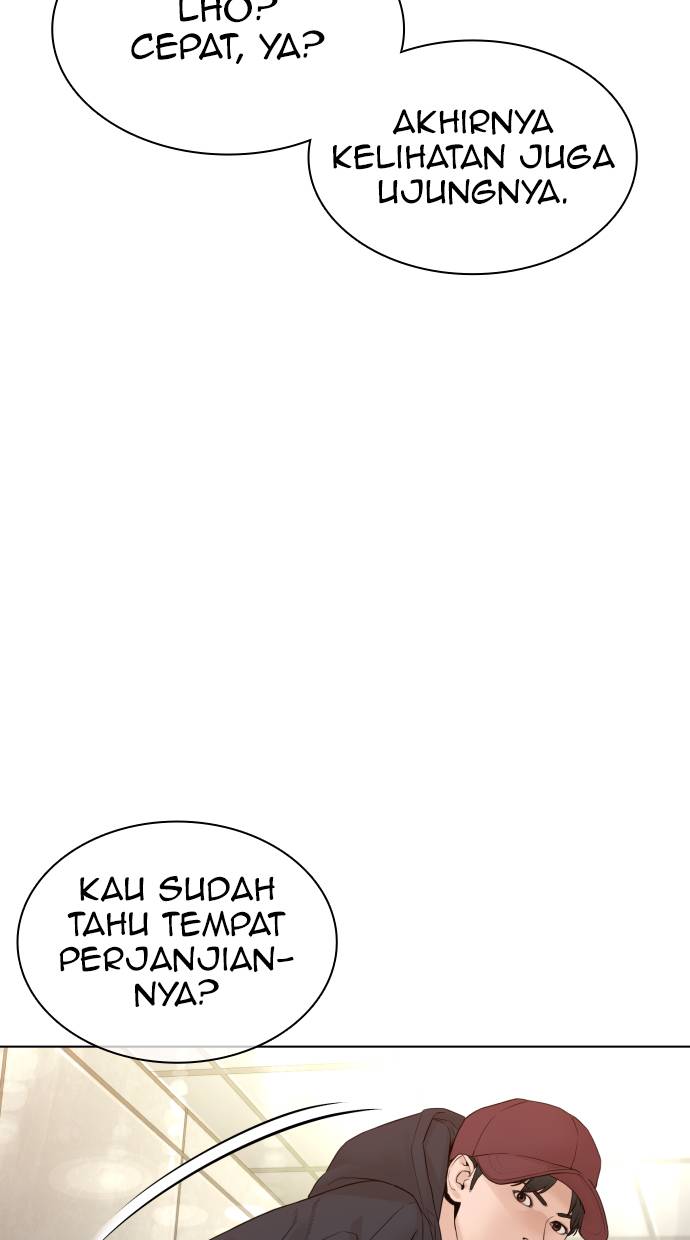 LHO?
CEPAT, YA?
AKHIRNYA
KELIHATAN JUGA
UJUNGNYA.
KAU SUDAH
TAHU TEMPAT
PERJANJIAN-
NYA?